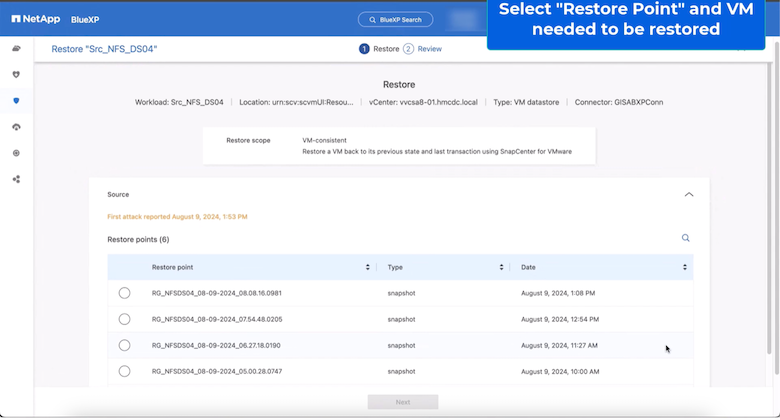 NetApp BlueXP
BlueXP Search
Select "Restore Point" and VM
needed to be restored
Restore "Src_NFS_DS04"
1 Restore 2 Review
Restore
Workload: Src_NFS_DS04 | Location: urn:scv:scvmUI:Resou... | vCenter: vvcsa8-01.hmcdc.local | Type: VM datastore | Connector: GISABXPConn
Restore scope VM-consistent
Restore a VM back to its previous state and last transaction using SnapCenter for VMware
Source
First attack reported August 9, 2024, 1:53 PM
Restore points (6)
Restore point Type Date
RG_NFSDS04_08-09-2024_08.08.16.0981 snapshot August 9, 2024, 1:08 PM
RG_NFSDS04_08-09-2024_07.54.48.0205 snapshot August 9, 2024, 12:54 PM
RG_NFSDS04_08-09-2024_06.27.18.0190 snapshot August 9, 2024, 11:27 AM
RG_NFSDS04_08-09-2024_05.00.28.0747 snapshot August 9, 2024, 10:00 AM
Next